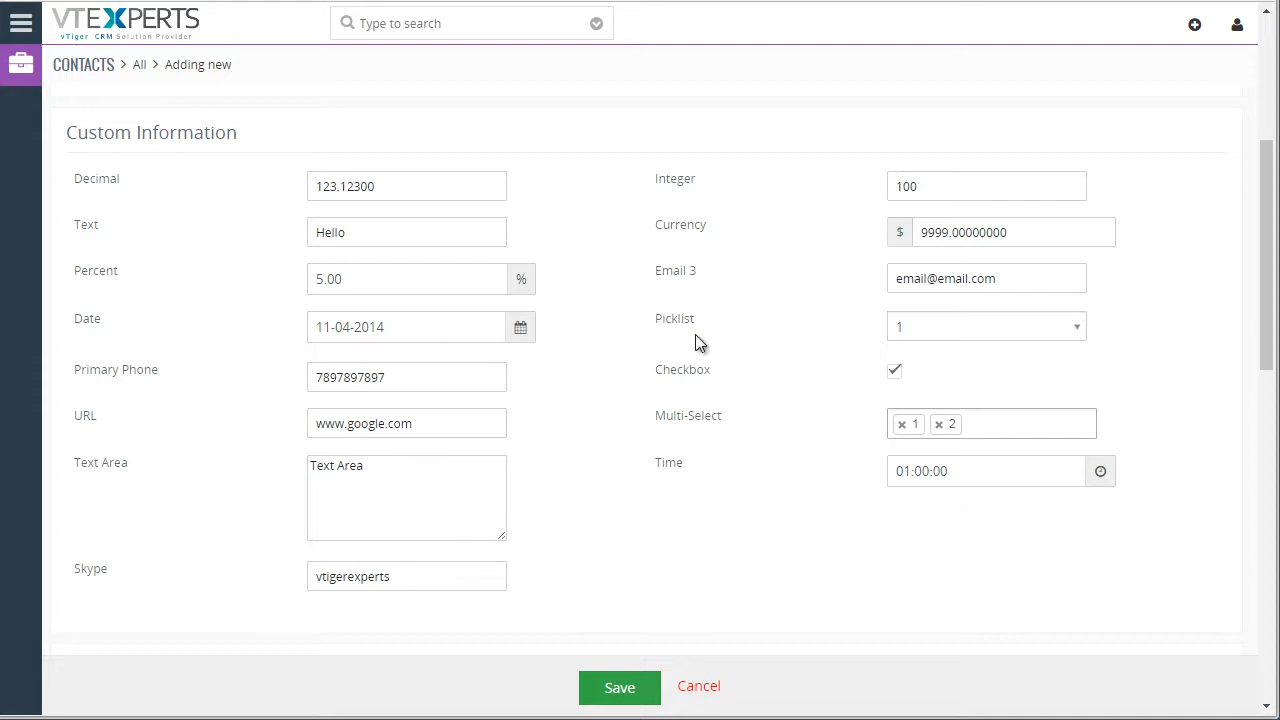 VTEXPERTS
vTiger CRM Solution Provider
Type to search
CONTACTS > All > Adding new
Custom Information
Decimal 123.12300 Integer 100
Text Hello Currency $ 9999.00000000
Percent 5.00 % Email 3 email@email.com
Date 11-04-2014 Picklist 1
Primary Phone 7897897897 Checkbox
URL www.google.com Multi-Select × 1 × 2
Text Area Text Area Time 01:00:00
Skype vtigerexperts
Save Cancel